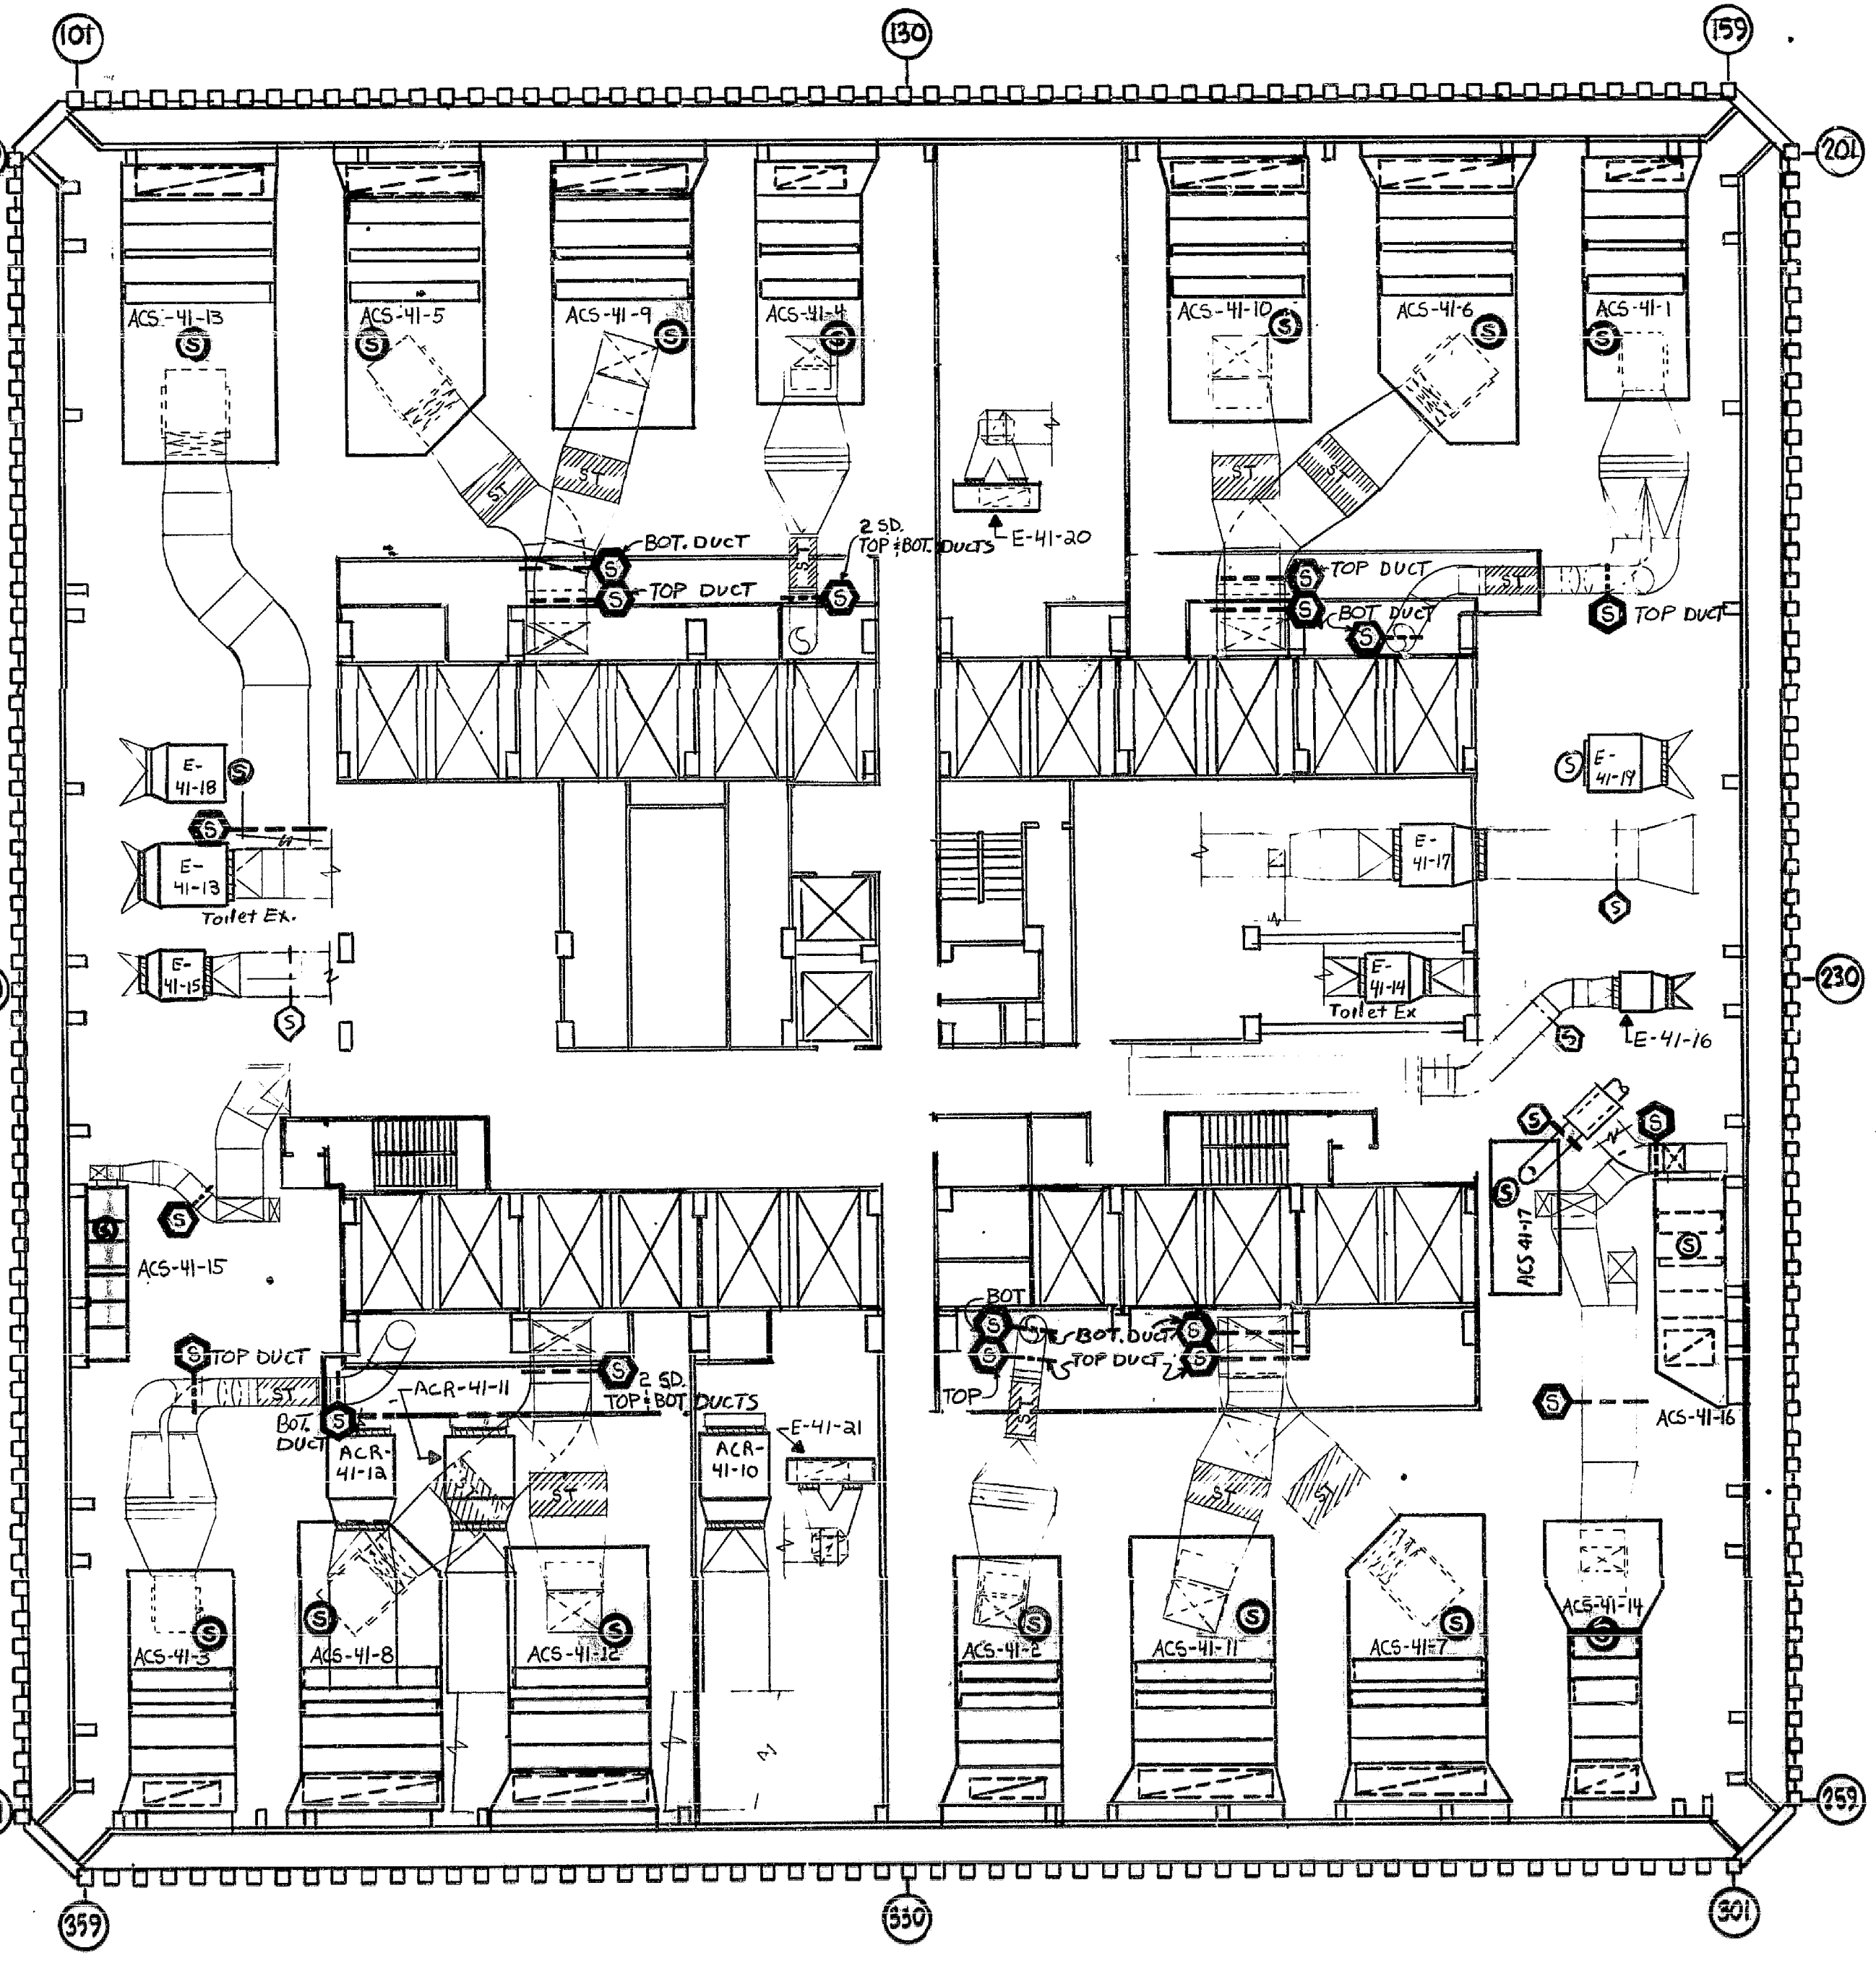 101
130
159
201
ACS-41-13
S
ACS-41-5
S
ACS-41-9
S
ACS-41-4
S
ACS-41-10
S
ACS-41-6
S
ACS-41-1
S
ST
ST
ST
ST
E-41-20
ST
S
BOT. DUCT
S
TOP DUCT
2 SD.
TOP & BOT. DUCTS
S
S
TOP DUCT
S
BOT DUCT
S
ST
S
TOP DUCT
E-
41-18
S
S
E-
41-13
Toilet Ex.
E-
41-15
S
S
E-
41-19
E-
41-17
S
E-
41-14
Toilet Ex
230
S
E-41-16
S
S
S
ACS 41-17
S
ACS-41-16
S
S
S
ACS-41-15
S
TOP DUCT
ST
S
BOT.
DUCT
ACR-41-11
S
2 SD.
TOP & BOT DUCTS
ACR-
41-12
ST
ST
ACR-
41-10
E-41-21
BOT
S
S
TOP
BOT. DUCT
TOP DUCT
S
S
ST
ST
ST
S
ACS-41-3
S
ACS-41-8
S
ACS-41-12
S
ACS-41-2
S
ACS-41-11
S
ACS-41-7
ACS-41-14
S
259
359
330
301